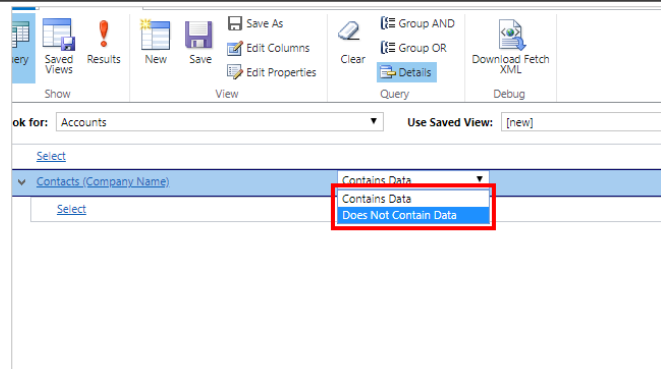 ery
Saved Views
Results
New
Save
Save As
Edit Columns
Edit Properties
Clear
Group AND
Group OR
Details
Download Fetch XML
Show
View
Query
Debug
ok for: Accounts
Use Saved View: [new]
Select
Contacts (Company Name)
Contains Data
Contains Data
Does Not Contain Data
Select